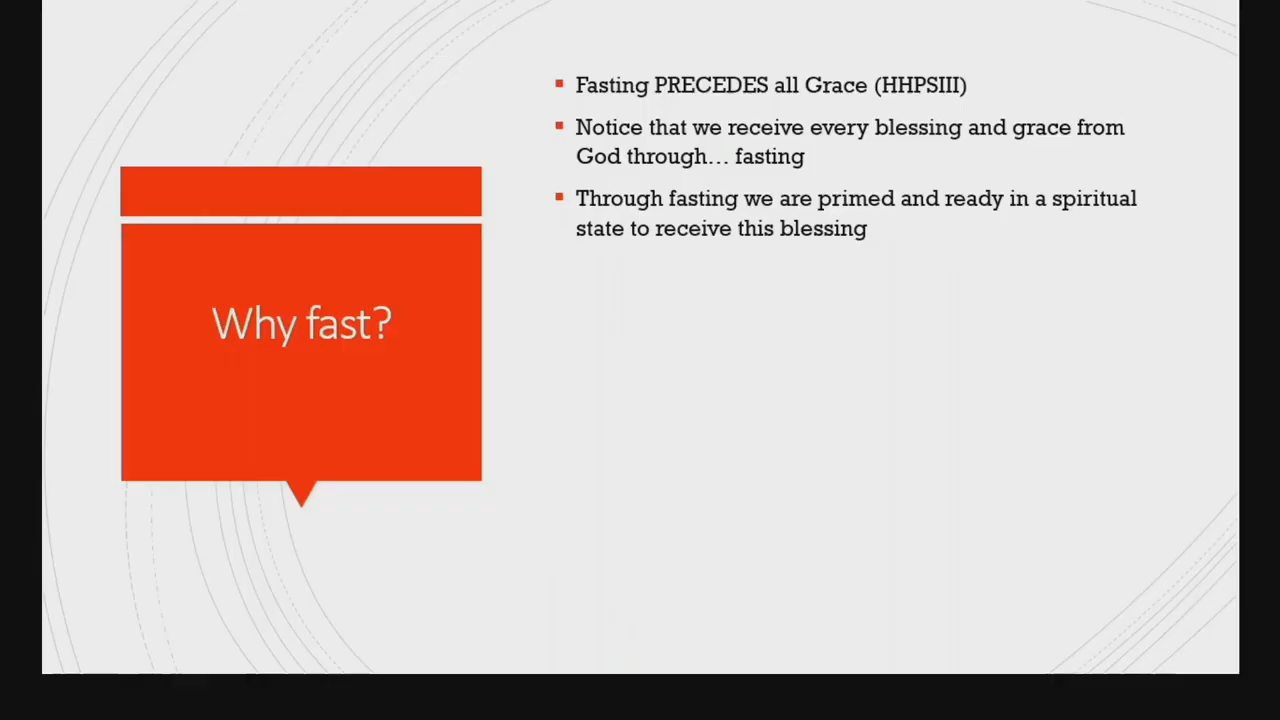 Why fast?
Fasting PRECEDES all Grace (HHPSIII)
Notice that we receive every blessing and grace from
God through… fasting
Through fasting we are primed and ready in a spiritual
state to receive this blessing